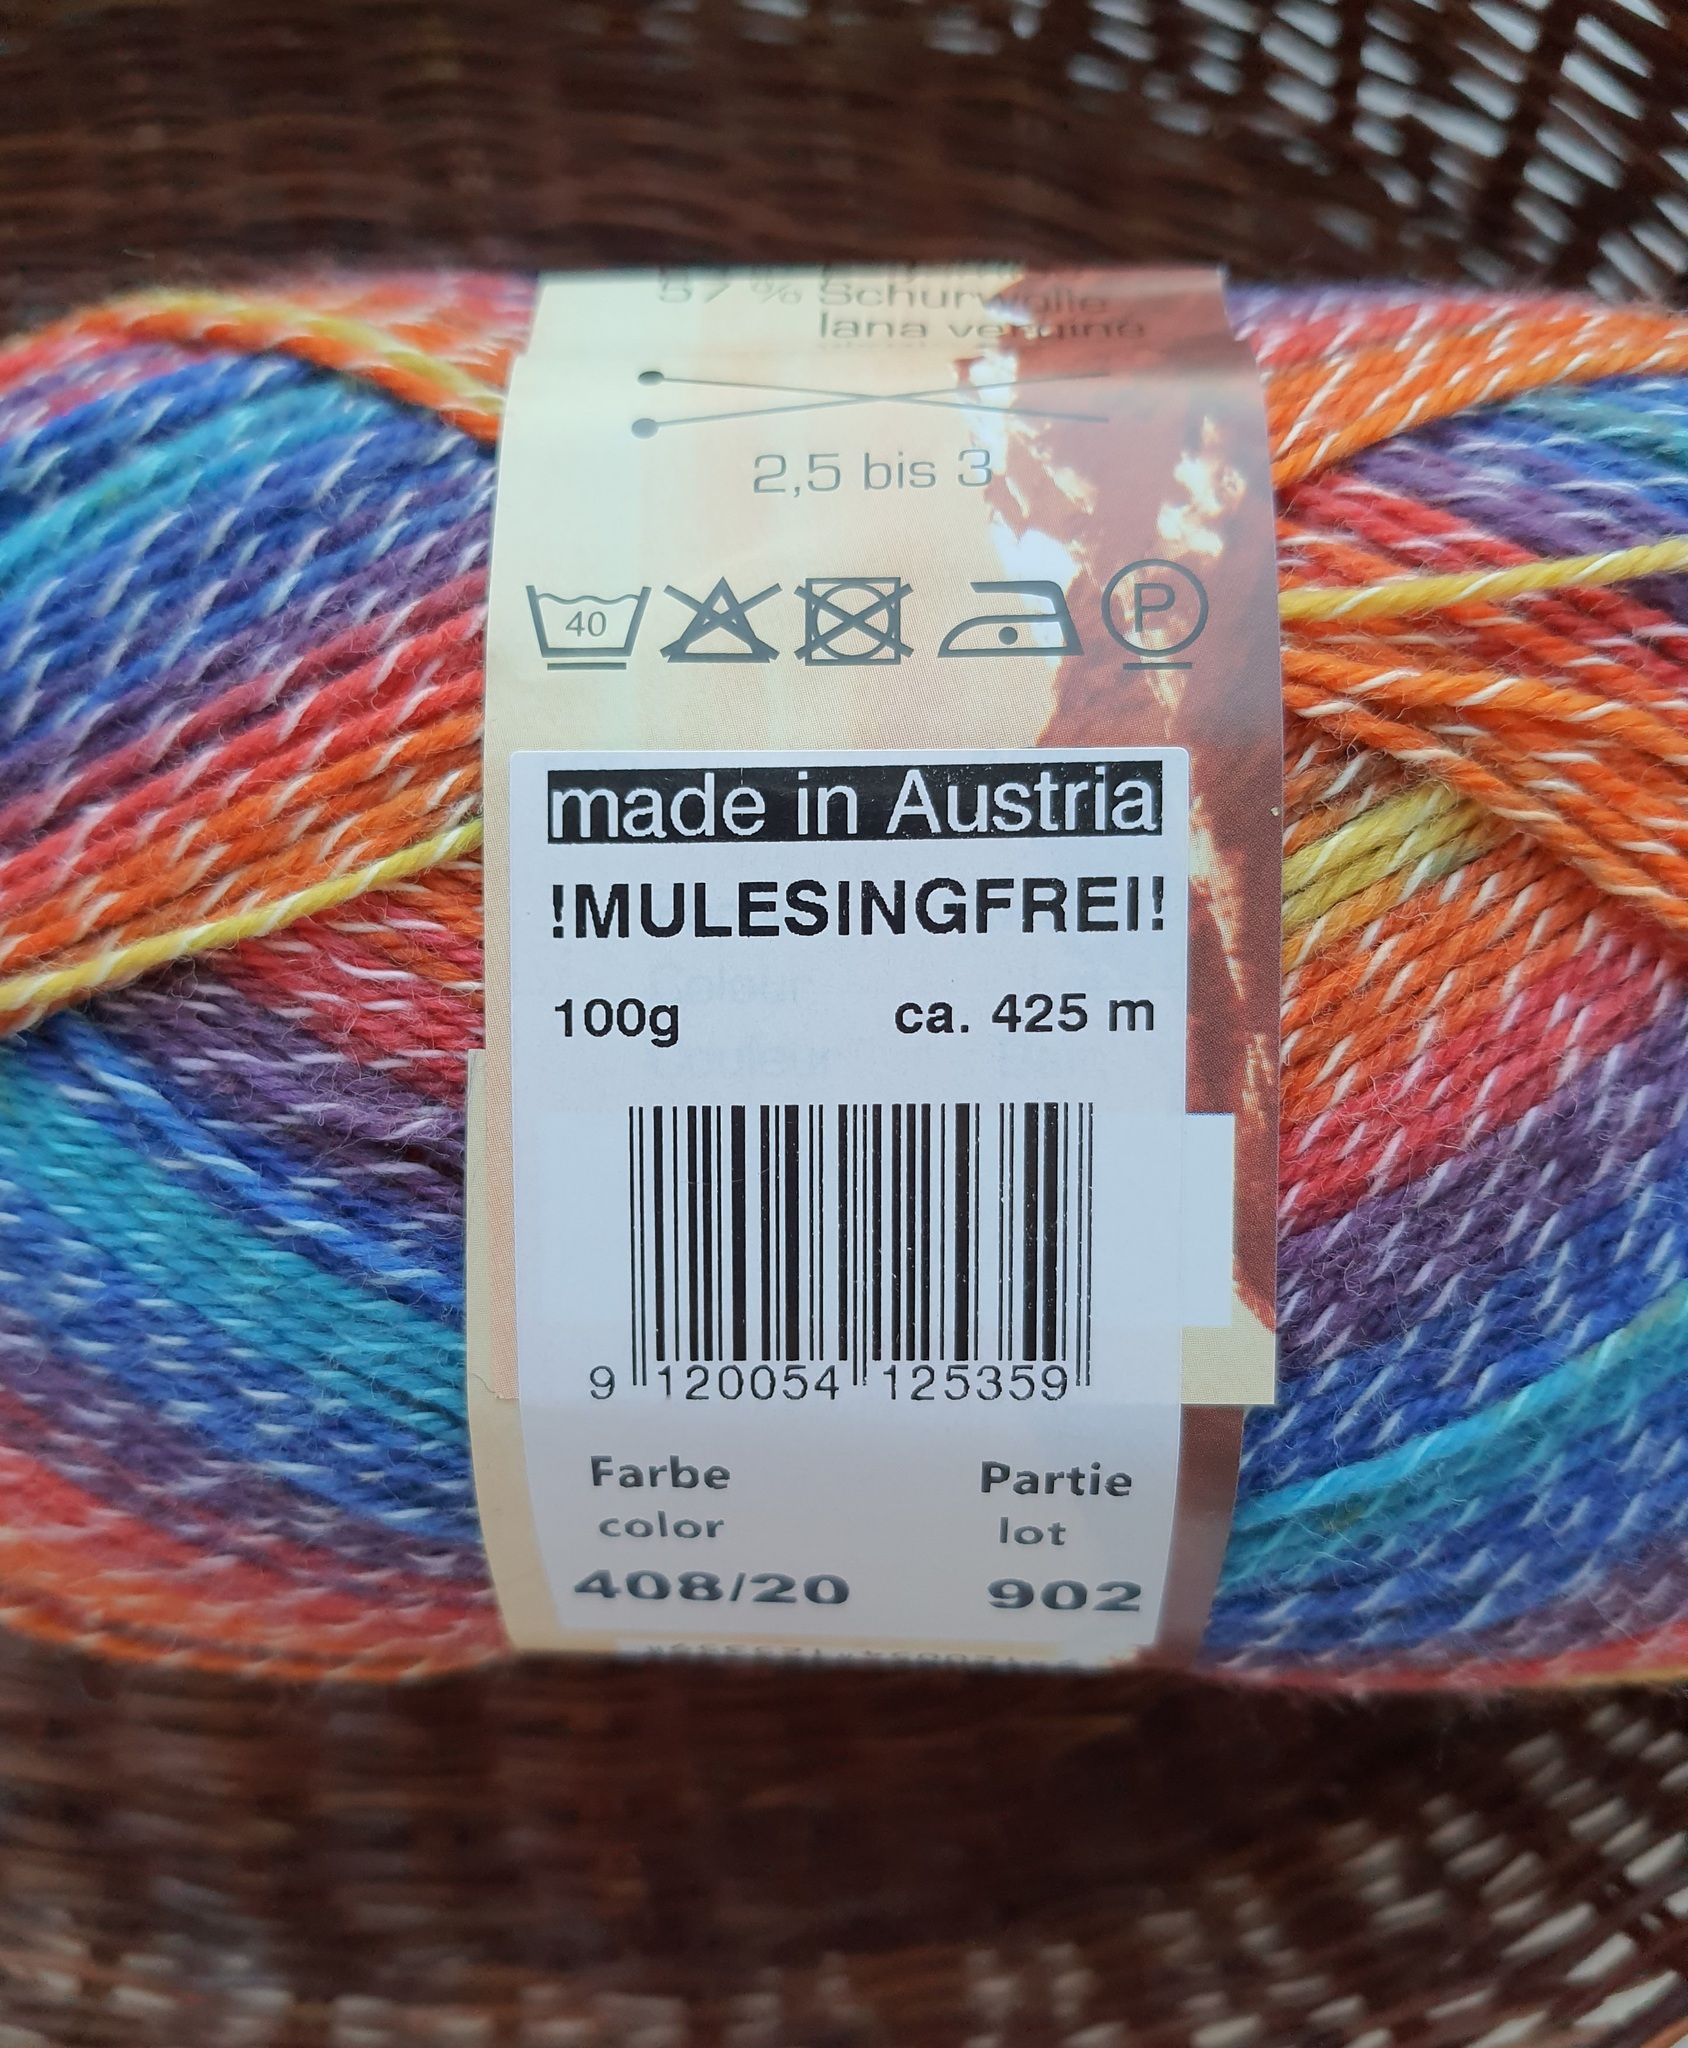 Schurwolle
lana vergine
2,5 bis 3
40
P
made in Austria
!MULESINGFREI!
100g ca. 425 m
9 120054 125359
Farbe Partie
color lot
408/20 902